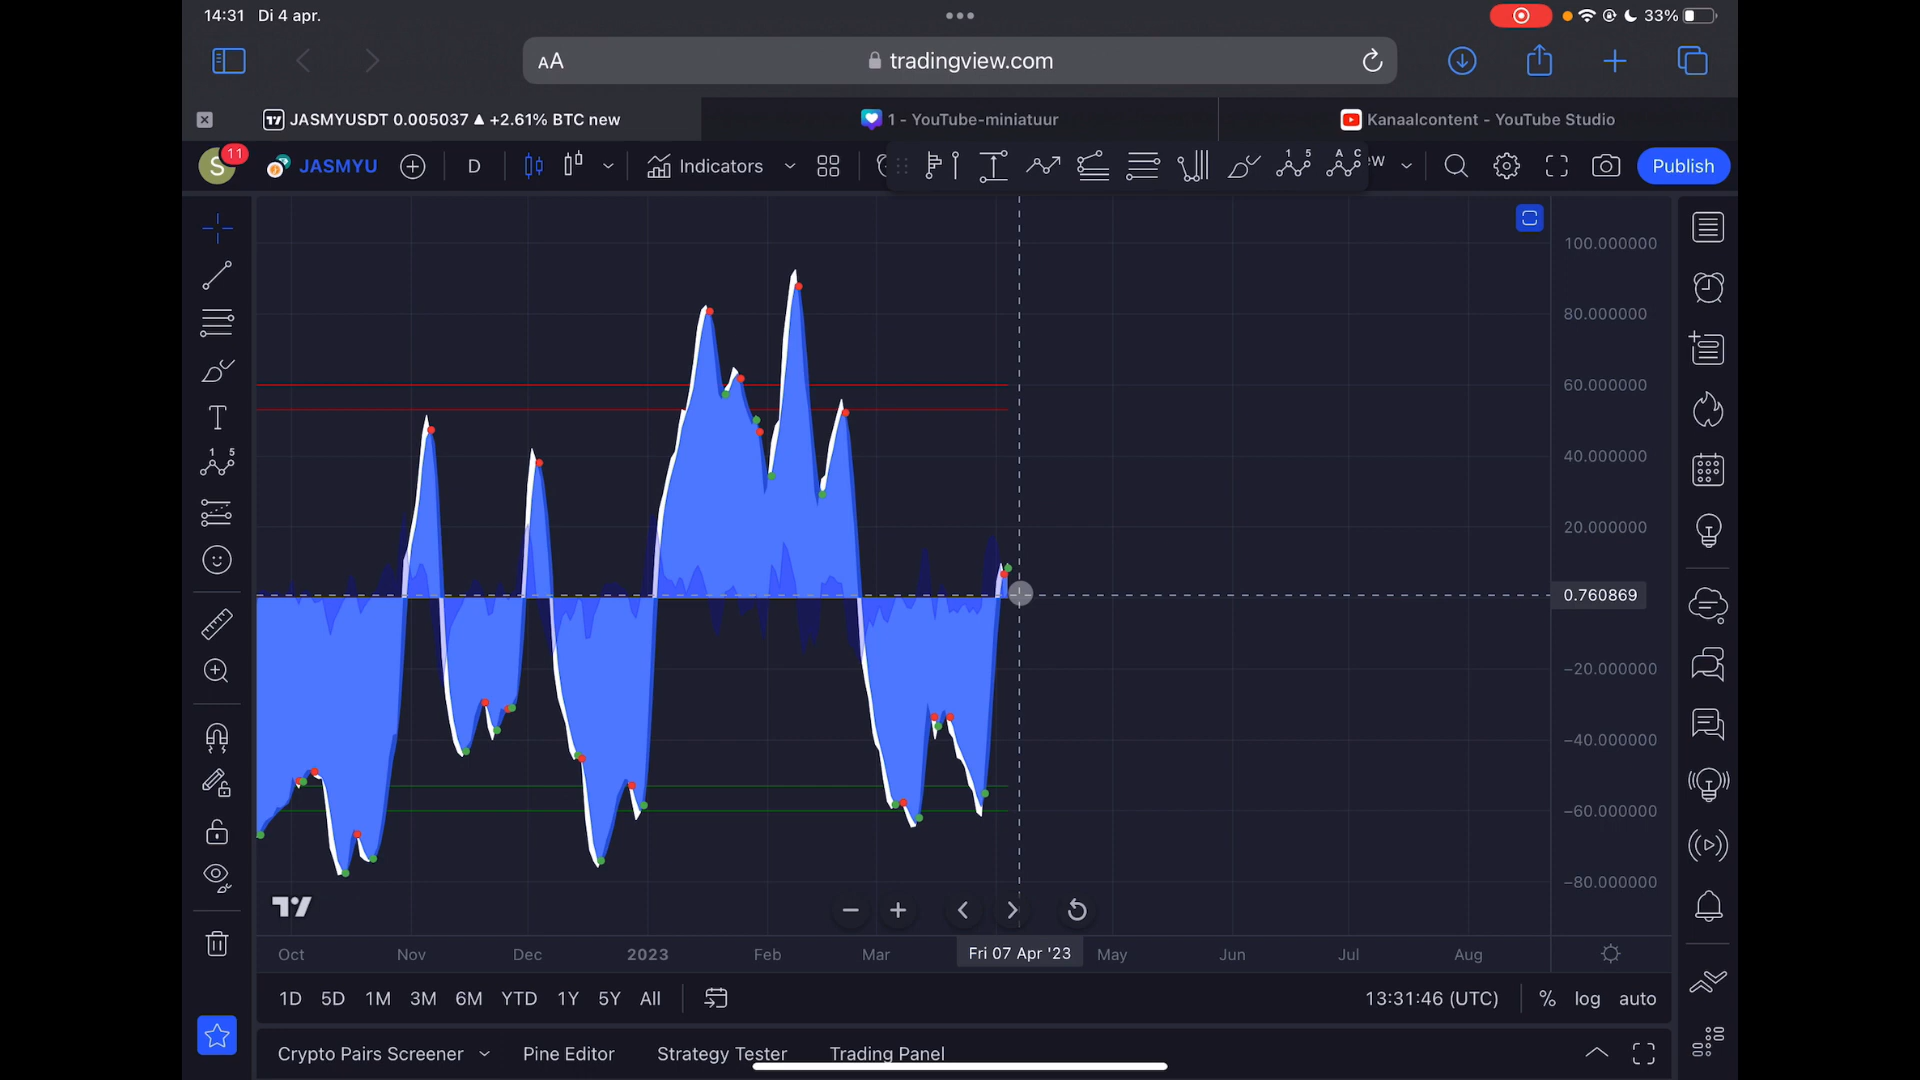 14:31 Di 4 apr.
33%
AA
tradingview.com
JASMYUSDT 0.005037 ▲ +2.61% BTC new
1 - YouTube-miniatuur
Kanaalcontent - YouTube Studio
S
11
JASMYU
D
Indicators
Publish
100.000000
80.000000
60.000000
40.000000
20.000000
0.760869
−20.000000
−40.000000
−60.000000
−80.000000
Oct
Nov
Dec
2023
Feb
Mar
Fri 07 Apr '23
May
Jun
Jul
Aug
1D 5D 1M 3M 6M YTD 1Y 5Y All
13:31:46 (UTC)
% log auto
Crypto Pairs Screener
Pine Editor
Strategy Tester
Trading Panel